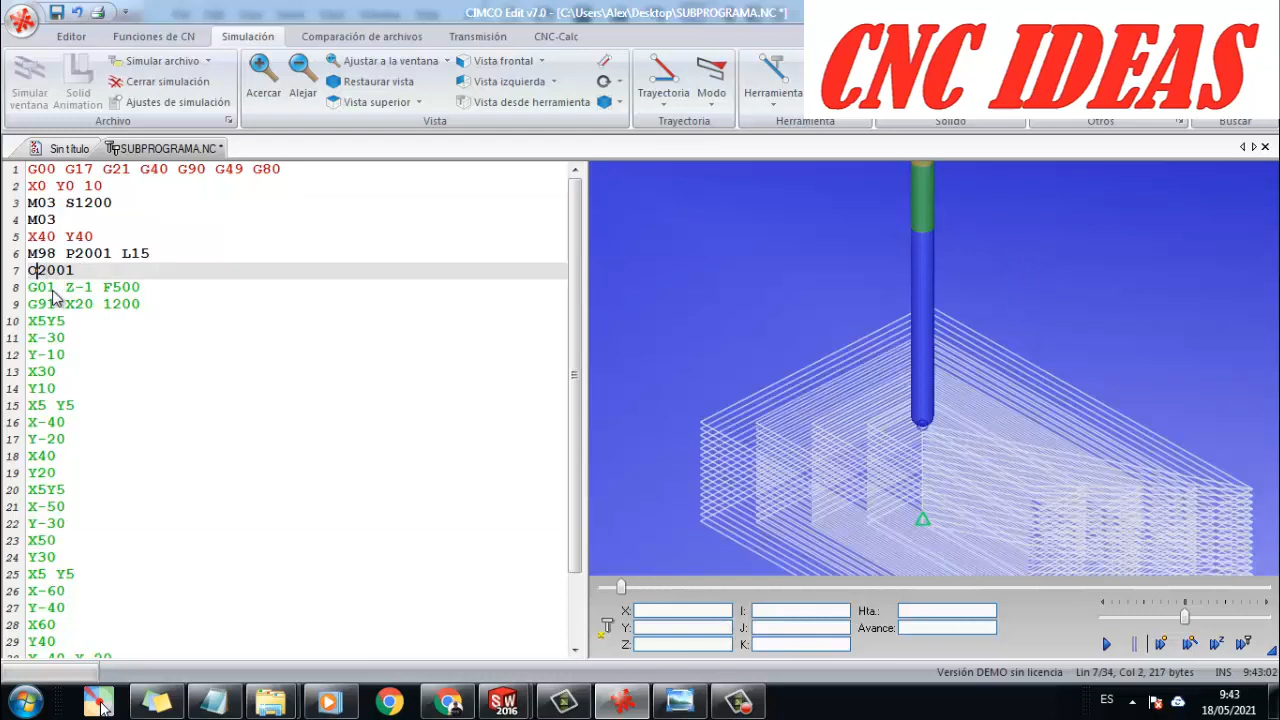 CIMCO Edit v7.0 - [C:\Users\Alex\Desktop\SUBPROGRAMA.NC *]
CNC IDEAS
Editor Funciones de CN Simulación Comparación de archivos Transmisión CNC-Calc
Simular ventana
Solid Animation
Simular archivo
Cerrar simulación
Ajustes de simulación
Archivo
Acercar
Alejar
Ajustar a la ventana
Restaurar vista
Vista superior
Vista frontal
Vista izquierda
Vista desde herramienta
Vista
Trayectoria
Modo
Trayectoria
Herramienta
Herramienta
Sólido
Otros
Buscar
Sin título SUBPROGRAMA.NC *
1 G00 G17 G21 G40 G90 G49 G80
2 X0 Y0 10
3 M03 S1200
4 M03
5 X40 Y40
6 M98 P2001 L15
7 O2001
8 G01 Z-1 F500
9 G91 X20 1200
10 X5Y5
11 X-30
12 Y-10
13 X30
14 Y10
15 X5 Y5
16 X-40
17 Y-20
18 X40
19 Y20
20 X5Y5
21 X-50
22 Y-30
23 X50
24 Y30
25 X5 Y5
26 X-60
27 Y-40
28 X60
29 Y40
X: I: Hta.:
Y: J: Avance:
Z: K:
Versión DEMO sin licencia Lin 7/34, Col 2, 217 bytes INS 9:43:02
SW 2016
ES
9:43
18/05/2021